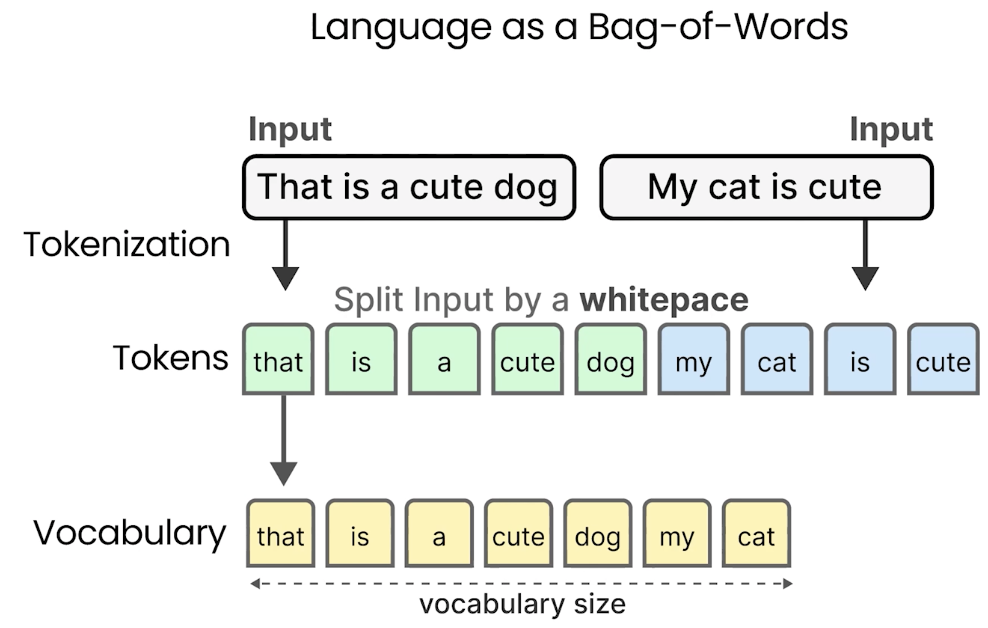 Language as a Bag-of-Words
Input Input
That is a cute dog My cat is cute
Tokenization
Split Input by a whitepace
Tokens that is a cute dog my cat is cute
Vocabulary that is a cute dog my cat
vocabulary size